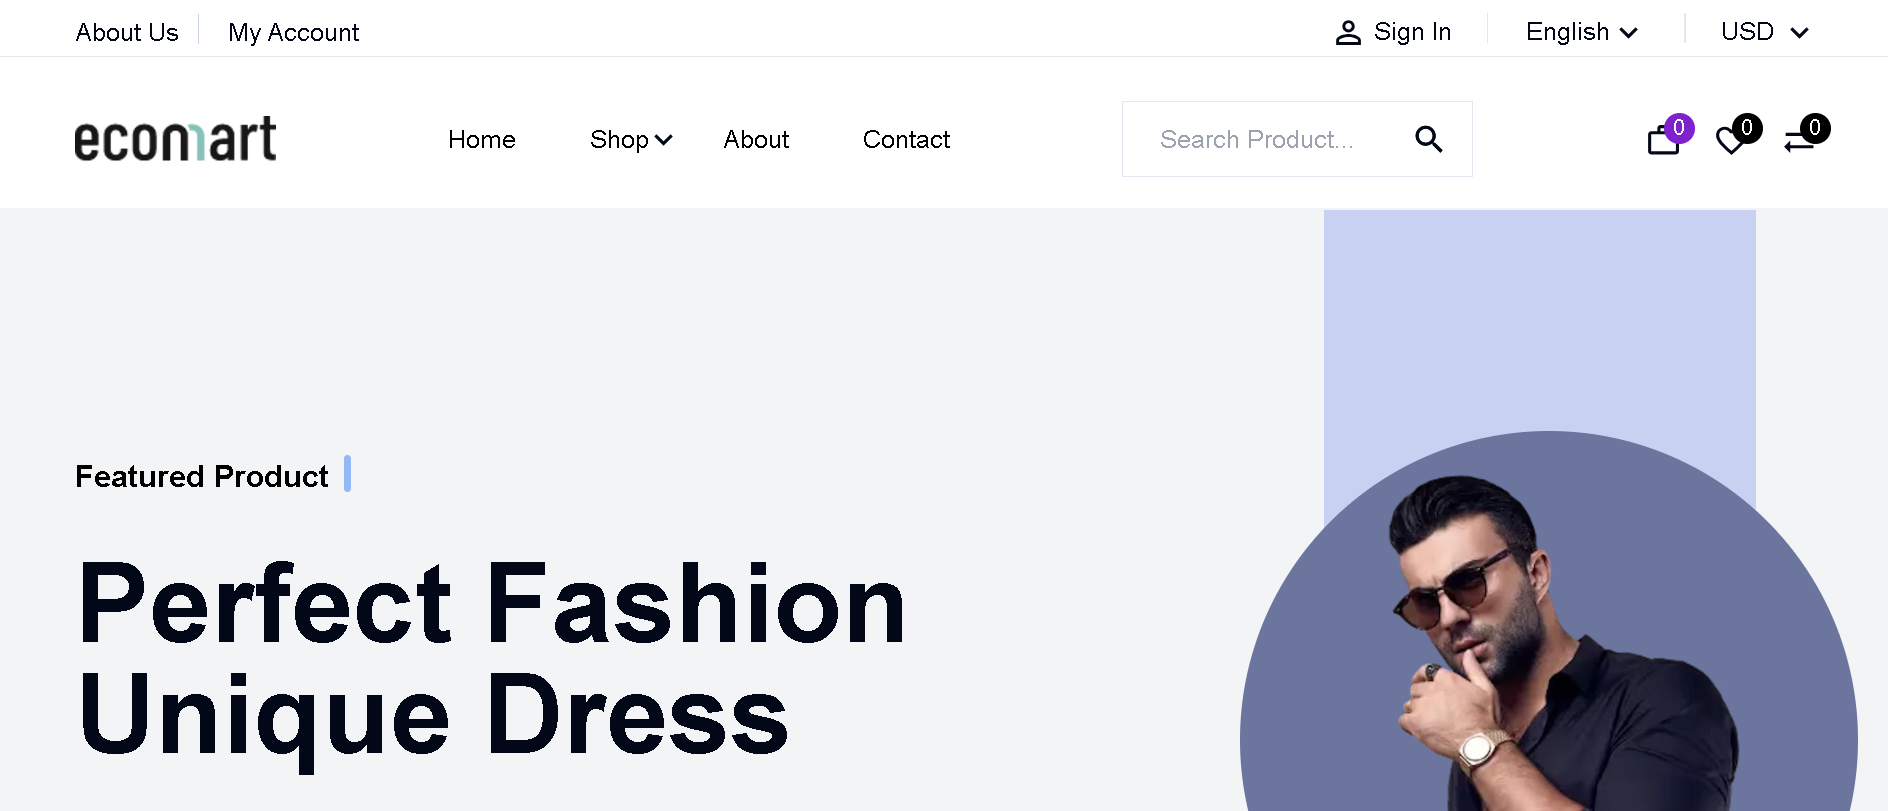 About Us
My Account
Sign In
English
USD
ecomart
Home
Shop
About
Contact
Search Product...
0
0
0
Featured Product
Perfect Fashion
Unique Dress